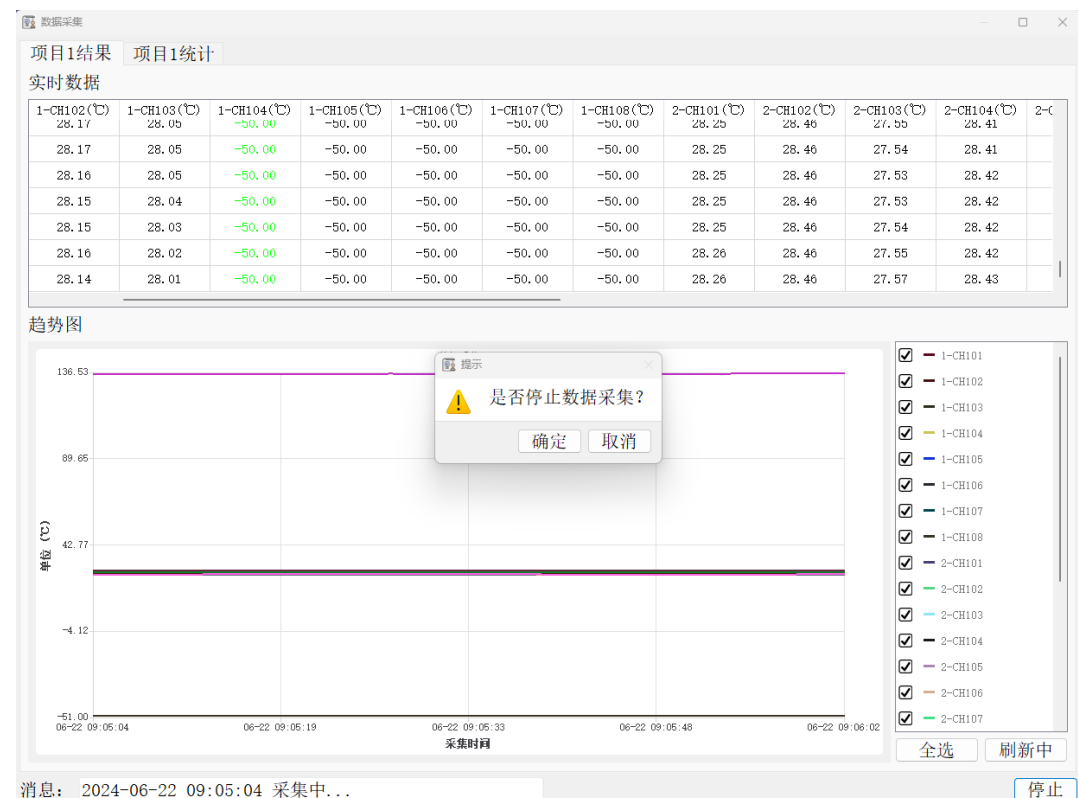 数据采集
项目1结果 项目1统计
实时数据
1-CH102(℃) 1-CH103(℃) 1-CH104(℃) 1-CH105(℃) 1-CH106(℃) 1-CH107(℃) 1-CH108(℃) 2-CH101(℃) 2-CH102(℃) 2-CH103(℃) 2-CH104(℃)
28.17 28.05 -50.00 -50.00 -50.00 -50.00 -50.00 28.25 28.46 27.55 28.41
28.17 28.05 -50.00 -50.00 -50.00 -50.00 -50.00 28.25 28.46 27.54 28.41
28.16 28.05 -50.00 -50.00 -50.00 -50.00 -50.00 28.25 28.46 27.53 28.42
28.15 28.04 -50.00 -50.00 -50.00 -50.00 -50.00 28.25 28.46 27.53 28.42
28.15 28.03 -50.00 -50.00 -50.00 -50.00 -50.00 28.25 28.46 27.54 28.42
28.16 28.02 -50.00 -50.00 -50.00 -50.00 -50.00 28.26 28.46 27.55 28.42
28.14 28.01 -50.00 -50.00 -50.00 -50.00 -50.00 28.26 28.46 27.57 28.43
趋势图
提示
是否停止数据采集?
确定 取消
136.53
89.65
42.77
-4.12
-51.00
单位 (℃)
06-22 09:05:04 06-22 09:05:19 06-22 09:05:33 06-22 09:05:48 06-22 09:06:02
采集时间
1-CH101
1-CH102
1-CH103
1-CH104
1-CH105
1-CH106
1-CH107
1-CH108
2-CH101
2-CH102
2-CH103
2-CH104
2-CH105
2-CH106
2-CH107
全选 刷新中
消息: 2024-06-22 09:05:04 采集中... 停止